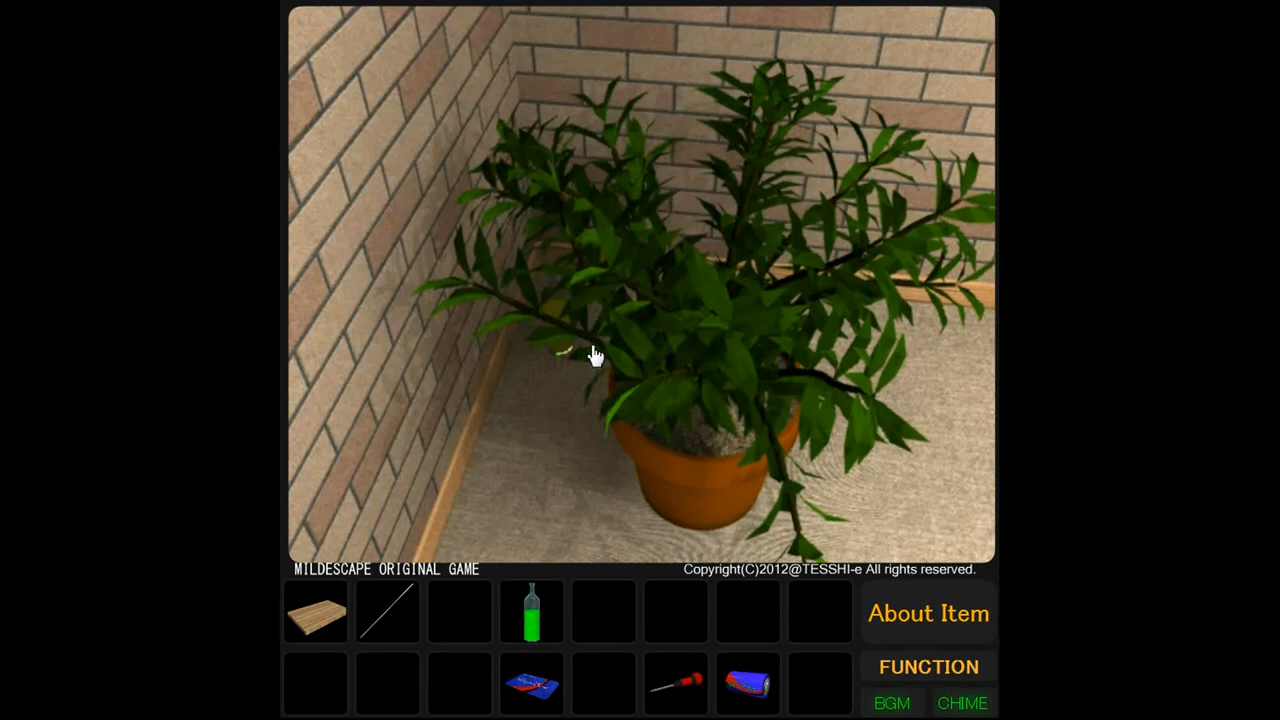 MILDESCAPE ORIGINAL GAME
Copyright(C)2012@TESSHI-e All rights reserved.
About Item
FUNCTION
BGM CHIME